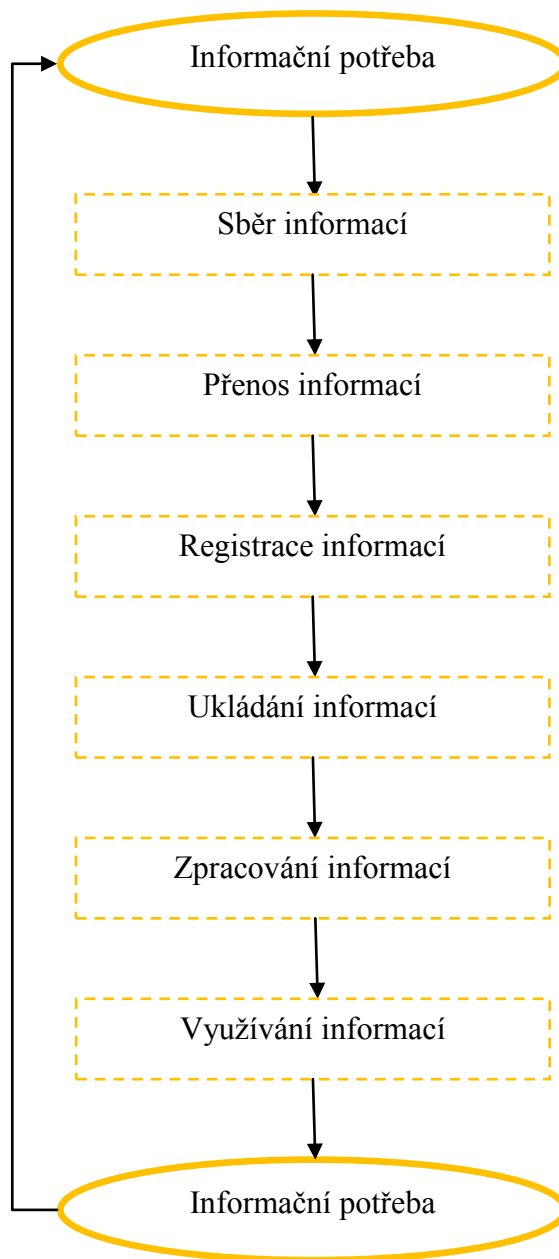 Informační potřeba
Sběr informací
Přenos informací
Registrace informací
Ukládání informací
Zpracování informací
Využívání informací
Informační potřeba